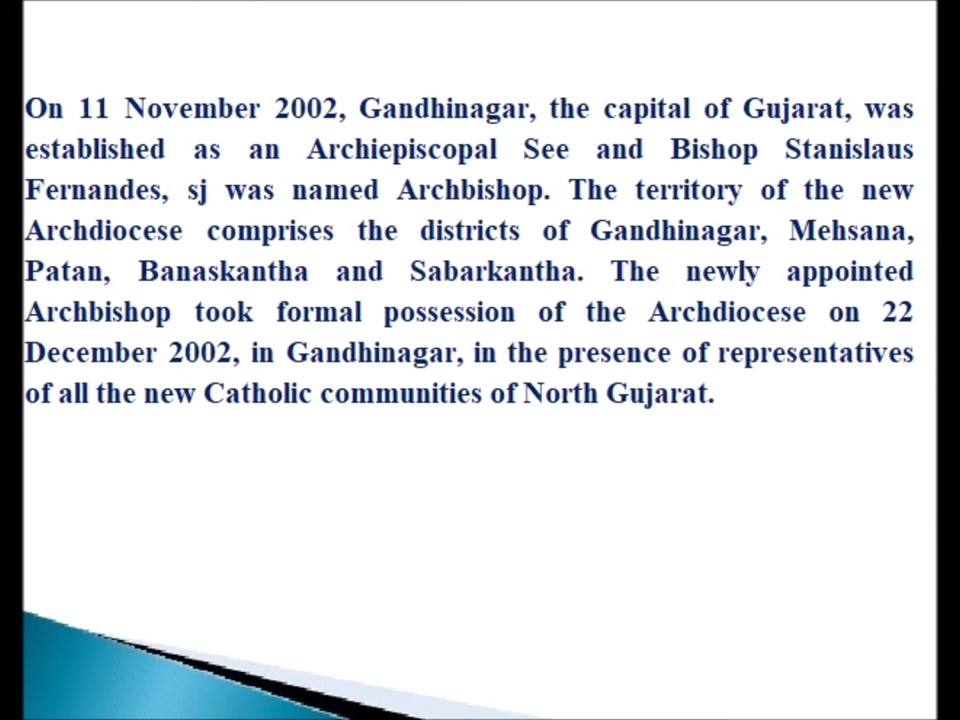 On 11 November 2002, Gandhinagar, the capital of Gujarat, was
established as an Archiepiscopal See and Bishop Stanislaus
Fernandes, sj was named Archbishop. The territory of the new
Archdiocese comprises the districts of Gandhinagar, Mehsana,
Patan, Banaskantha and Sabarkantha. The newly appointed
Archbishop took formal possession of the Archdiocese on 22
December 2002, in Gandhinagar, in the presence of representatives
of all the new Catholic communities of North Gujarat.